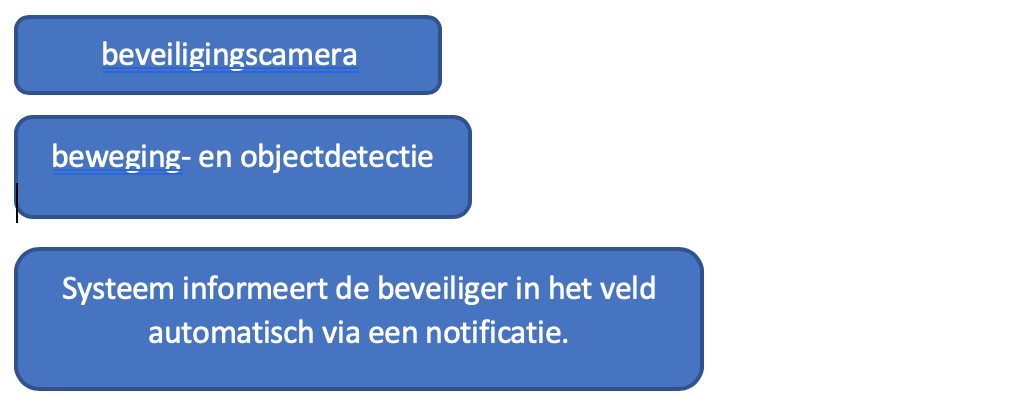 beveiligingscamera
beweging- en objectdetectie
Systeem informeert de beveiliger in het veld
automatisch via een notificatie.